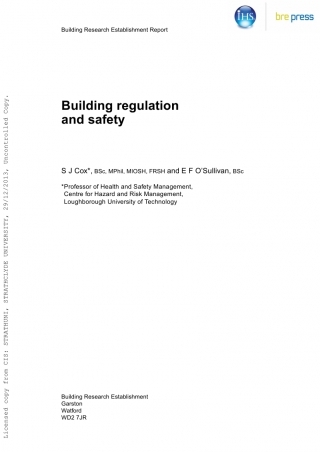 Building Research Establishment Report
IHS
bre press
Building regulation
and safety
S J Cox*, BSc, MPhil, MIOSH, FRSH and E F O'Sullivan, BSc
*Professor of Health and Safety Management,
Centre for Hazard and Risk Management,
Loughborough University of Technology
Building Research Establishment
Garston
Watford
WD2 7JR
Licensed copy from CIS: STRATHUNI, STRATHCLYDE UNIVERSITY, 29/12/2013, Uncontrolled Copy.